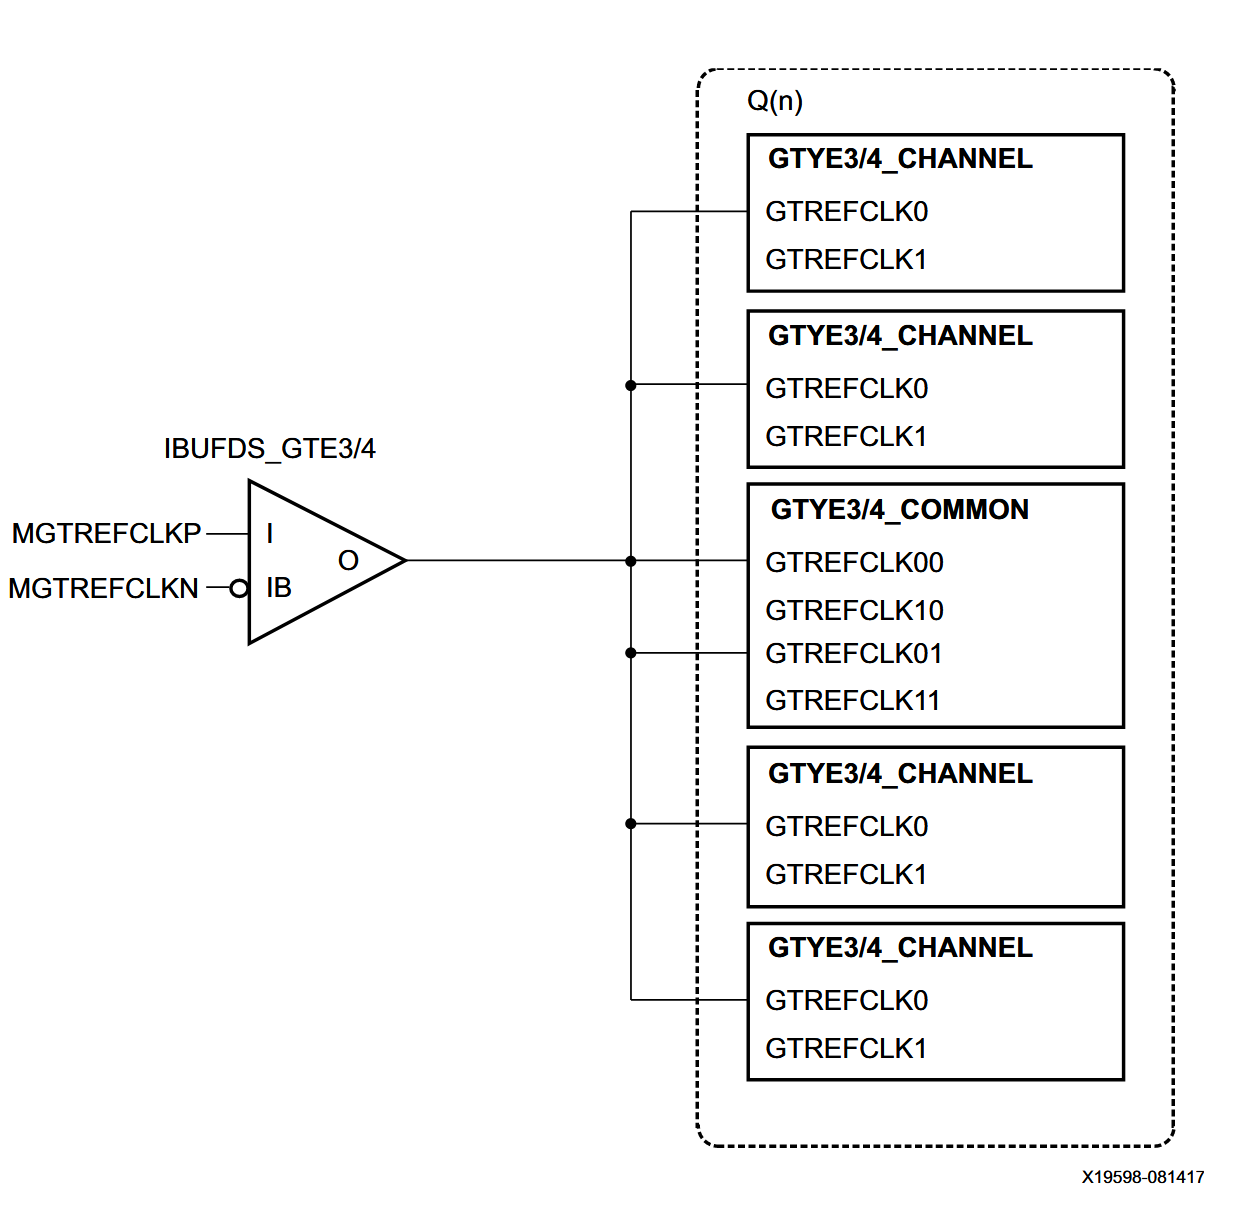 Q(n)
GTYE3/4_CHANNEL
GTREFCLK0
GTREFCLK1
GTYE3/4_CHANNEL
GTREFCLK0
GTREFCLK1
IBUFDS_GTE3/4
MGTREFCLKP
I
O
MGTREFCLKN
IB
GTYE3/4_COMMON
GTREFCLK00
GTREFCLK10
GTREFCLK01
GTREFCLK11
GTYE3/4_CHANNEL
GTREFCLK0
GTREFCLK1
GTYE3/4_CHANNEL
GTREFCLK0
GTREFCLK1
X19598-081417